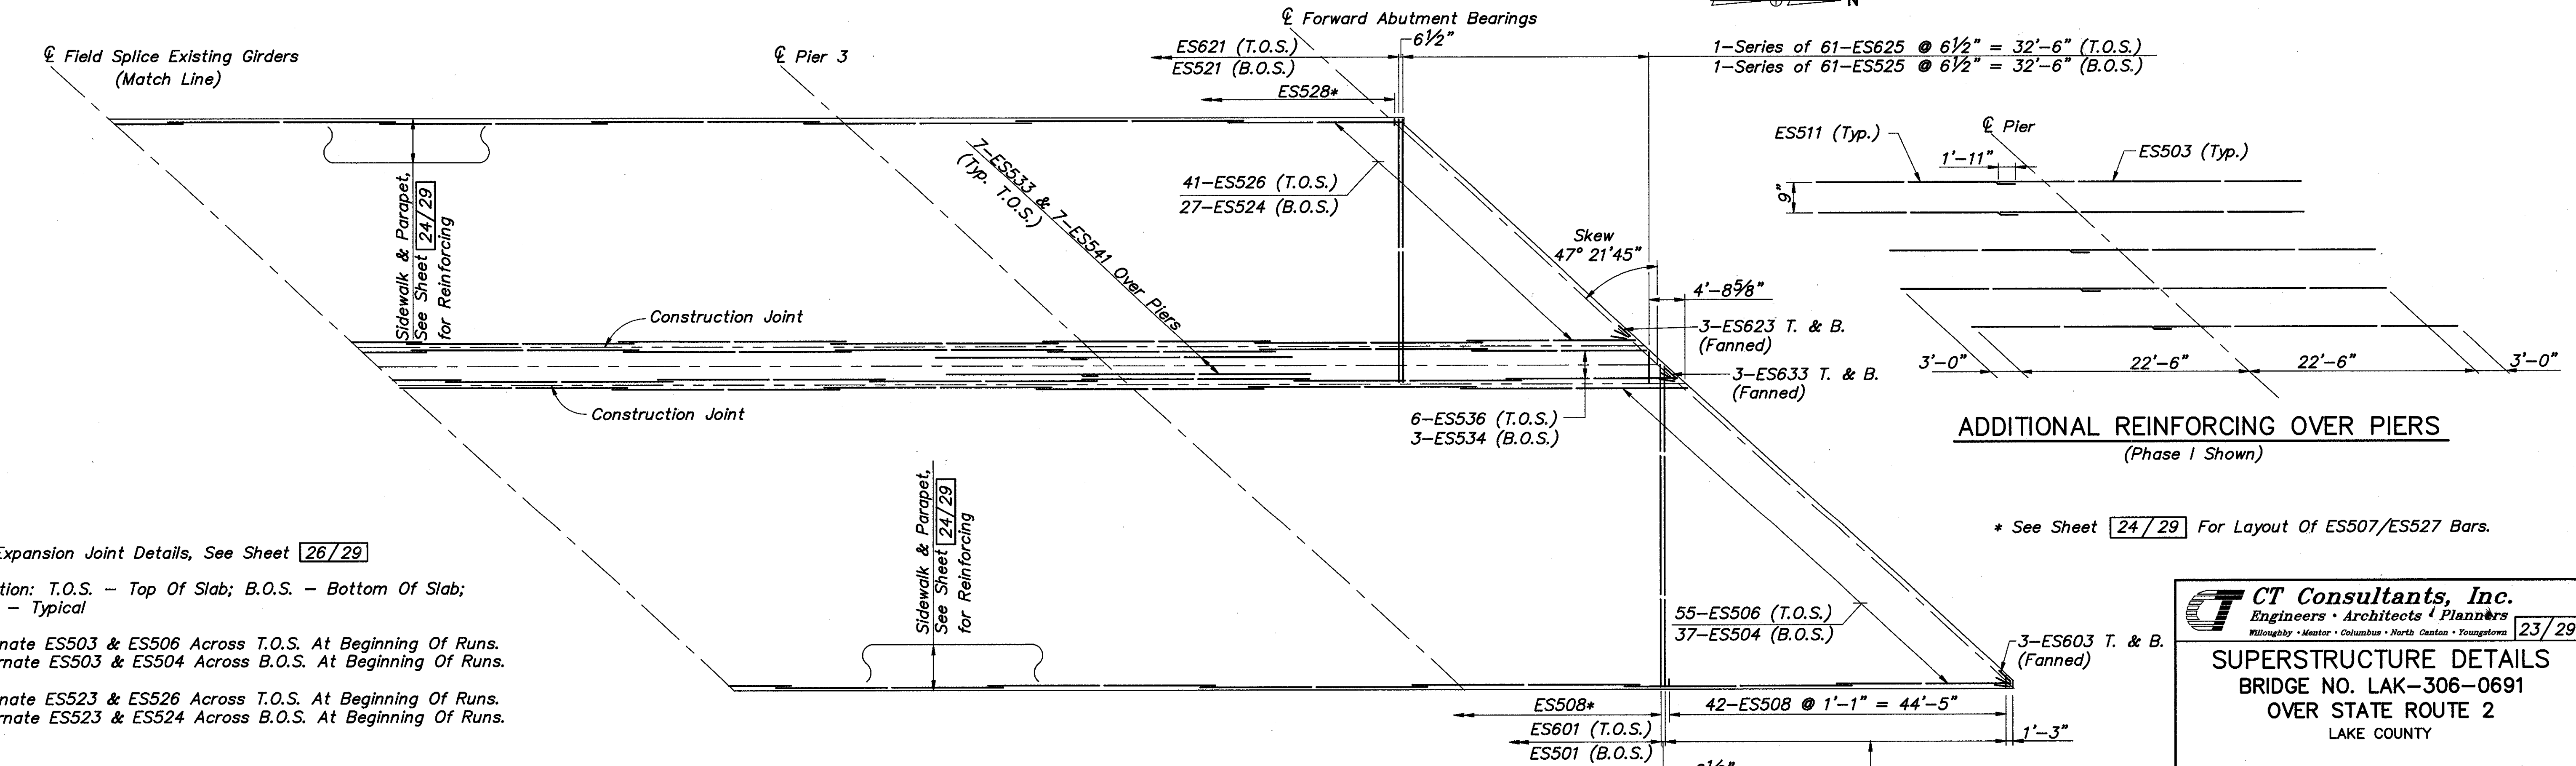 N
℄ Forward Abutment Bearings
℄ Field Splice Existing Girders
(Match Line)
℄ Pier 3
ES621 (T.O.S.)
ES521 (B.O.S.)
6½"
1-Series of 61-ES625 @ 6½" = 32'-6" (T.O.S.)
1-Series of 61-ES525 @ 6½" = 32'-6" (B.O.S.)
ES528*
7-ES533 & 7-ES541 Over Piers
(Typ. T.O.S.)
41-ES526 (T.O.S.)
27-ES524 (B.O.S.)
Sidewalk & Parapet,
See Sheet 24/29
for Reinforcing
Skew
47° 21'45"
4'-8⅝"
Construction Joint
3-ES623 T. & B.
(Fanned)
3-ES633 T. & B.
(Fanned)
Construction Joint
6-ES536 (T.O.S.)
3-ES534 (B.O.S.)
ES511 (Typ.)
℄ Pier
1'-11"
ES503 (Typ.)
9"
3'-0"
22'-6"
22'-6"
3'-0"
ADDITIONAL REINFORCING OVER PIERS
(Phase I Shown)
* See Sheet 24/29 For Layout Of ES507/ES527 Bars.
Sidewalk & Parapet,
See Sheet 24/29
for Reinforcing
Expansion Joint Details, See Sheet 26/29
tion: T.O.S. - Top Of Slab; B.O.S. - Bottom Of Slab;
- Typical
nate ES503 & ES506 Across T.O.S. At Beginning Of Runs.
rnate ES503 & ES504 Across B.O.S. At Beginning Of Runs.
nate ES523 & ES526 Across T.O.S. At Beginning Of Runs.
rnate ES523 & ES524 Across B.O.S. At Beginning Of Runs.
55-ES506 (T.O.S.)
37-ES504 (B.O.S.)
3-ES603 T. & B.
(Fanned)
ES508*
42-ES508 @ 1'-1" = 44'-5"
ES601 (T.O.S.)
ES501 (B.O.S.)
1'-3"
CT
CT Consultants, Inc.
Engineers • Architects • Planners
Willoughby • Mentor • Columbus • North Canton • Youngstown
23/29
SUPERSTRUCTURE DETAILS
BRIDGE NO. LAK-306-0691
OVER STATE ROUTE 2
LAKE COUNTY